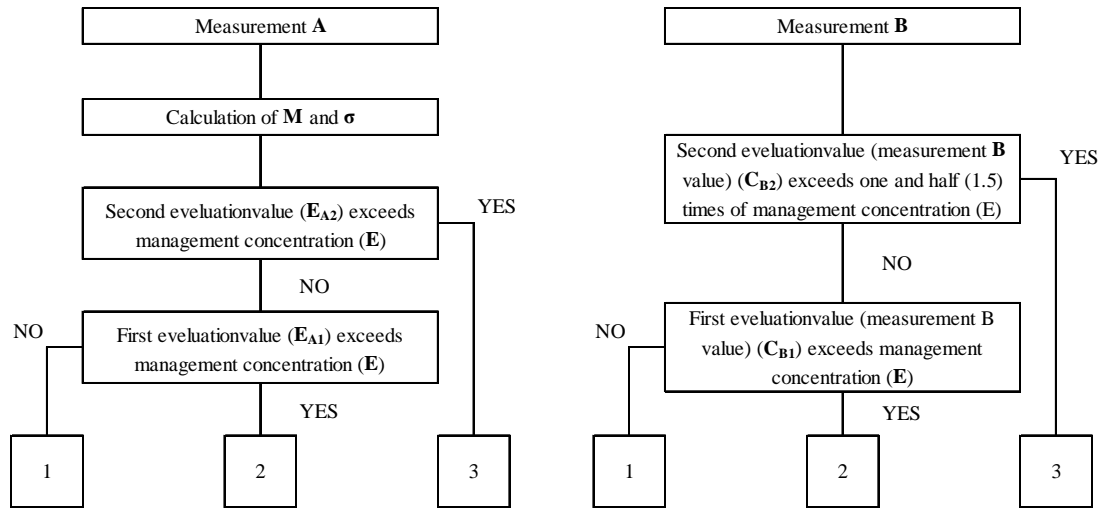 Measurement A
Calculation of M and σ
Second eveluationvalue (EA2) exceeds
management concentration (E)
YES
NO
First eveluationvalue (EA1) exceeds
management concentration (E)
NO
YES
1
2
3
Measurement B
Second eveluationvalue (measurement B
value) (CB2) exceeds one and half (1.5)
times of management concentration (E)
YES
NO
First eveluationvalue (measurement B
value) (CB1) exceeds management
concentration (E)
NO
YES
1
2
3